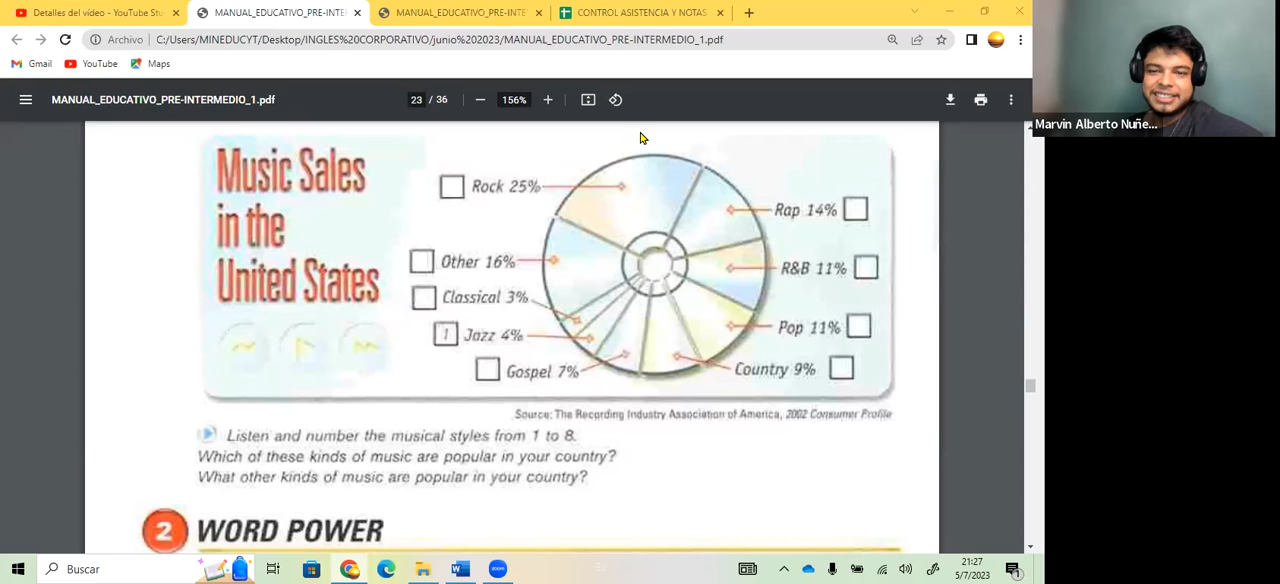 Detalles del vídeo - YouTube Stu
MANUAL_EDUCATIVO_PRE-INTER
MANUAL_EDUCATIVO_PRE-INTE
CONTROL ASISTENCIA Y NOTAS
Archivo
C:/Users/MINEDUCYT/Desktop/INGLES%20CORPORATIVO/junio%202023/MANUAL_EDUCATIVO_PRE-INTERMEDIO_1.pdf
Gmail
YouTube
Maps
MANUAL_EDUCATIVO_PRE-INTERMEDIO_1.pdf
23 / 36
156%
Marvin Alberto Nuñe...
Music Sales
in the
United States
Rock 25%
Other 16%
Classical 3%
1 Jazz 4%
Gospel 7%
Rap 14%
R&B 11%
Pop 11%
Country 9%
Source: The Recording Industry Association of America, 2002 Consumer Profile
Listen and number the musical styles from 1 to 8.
Which of these kinds of music are popular in your country?
What other kinds of music are popular in your country?
2 WORD POWER
Buscar
21:27
5/7/2023